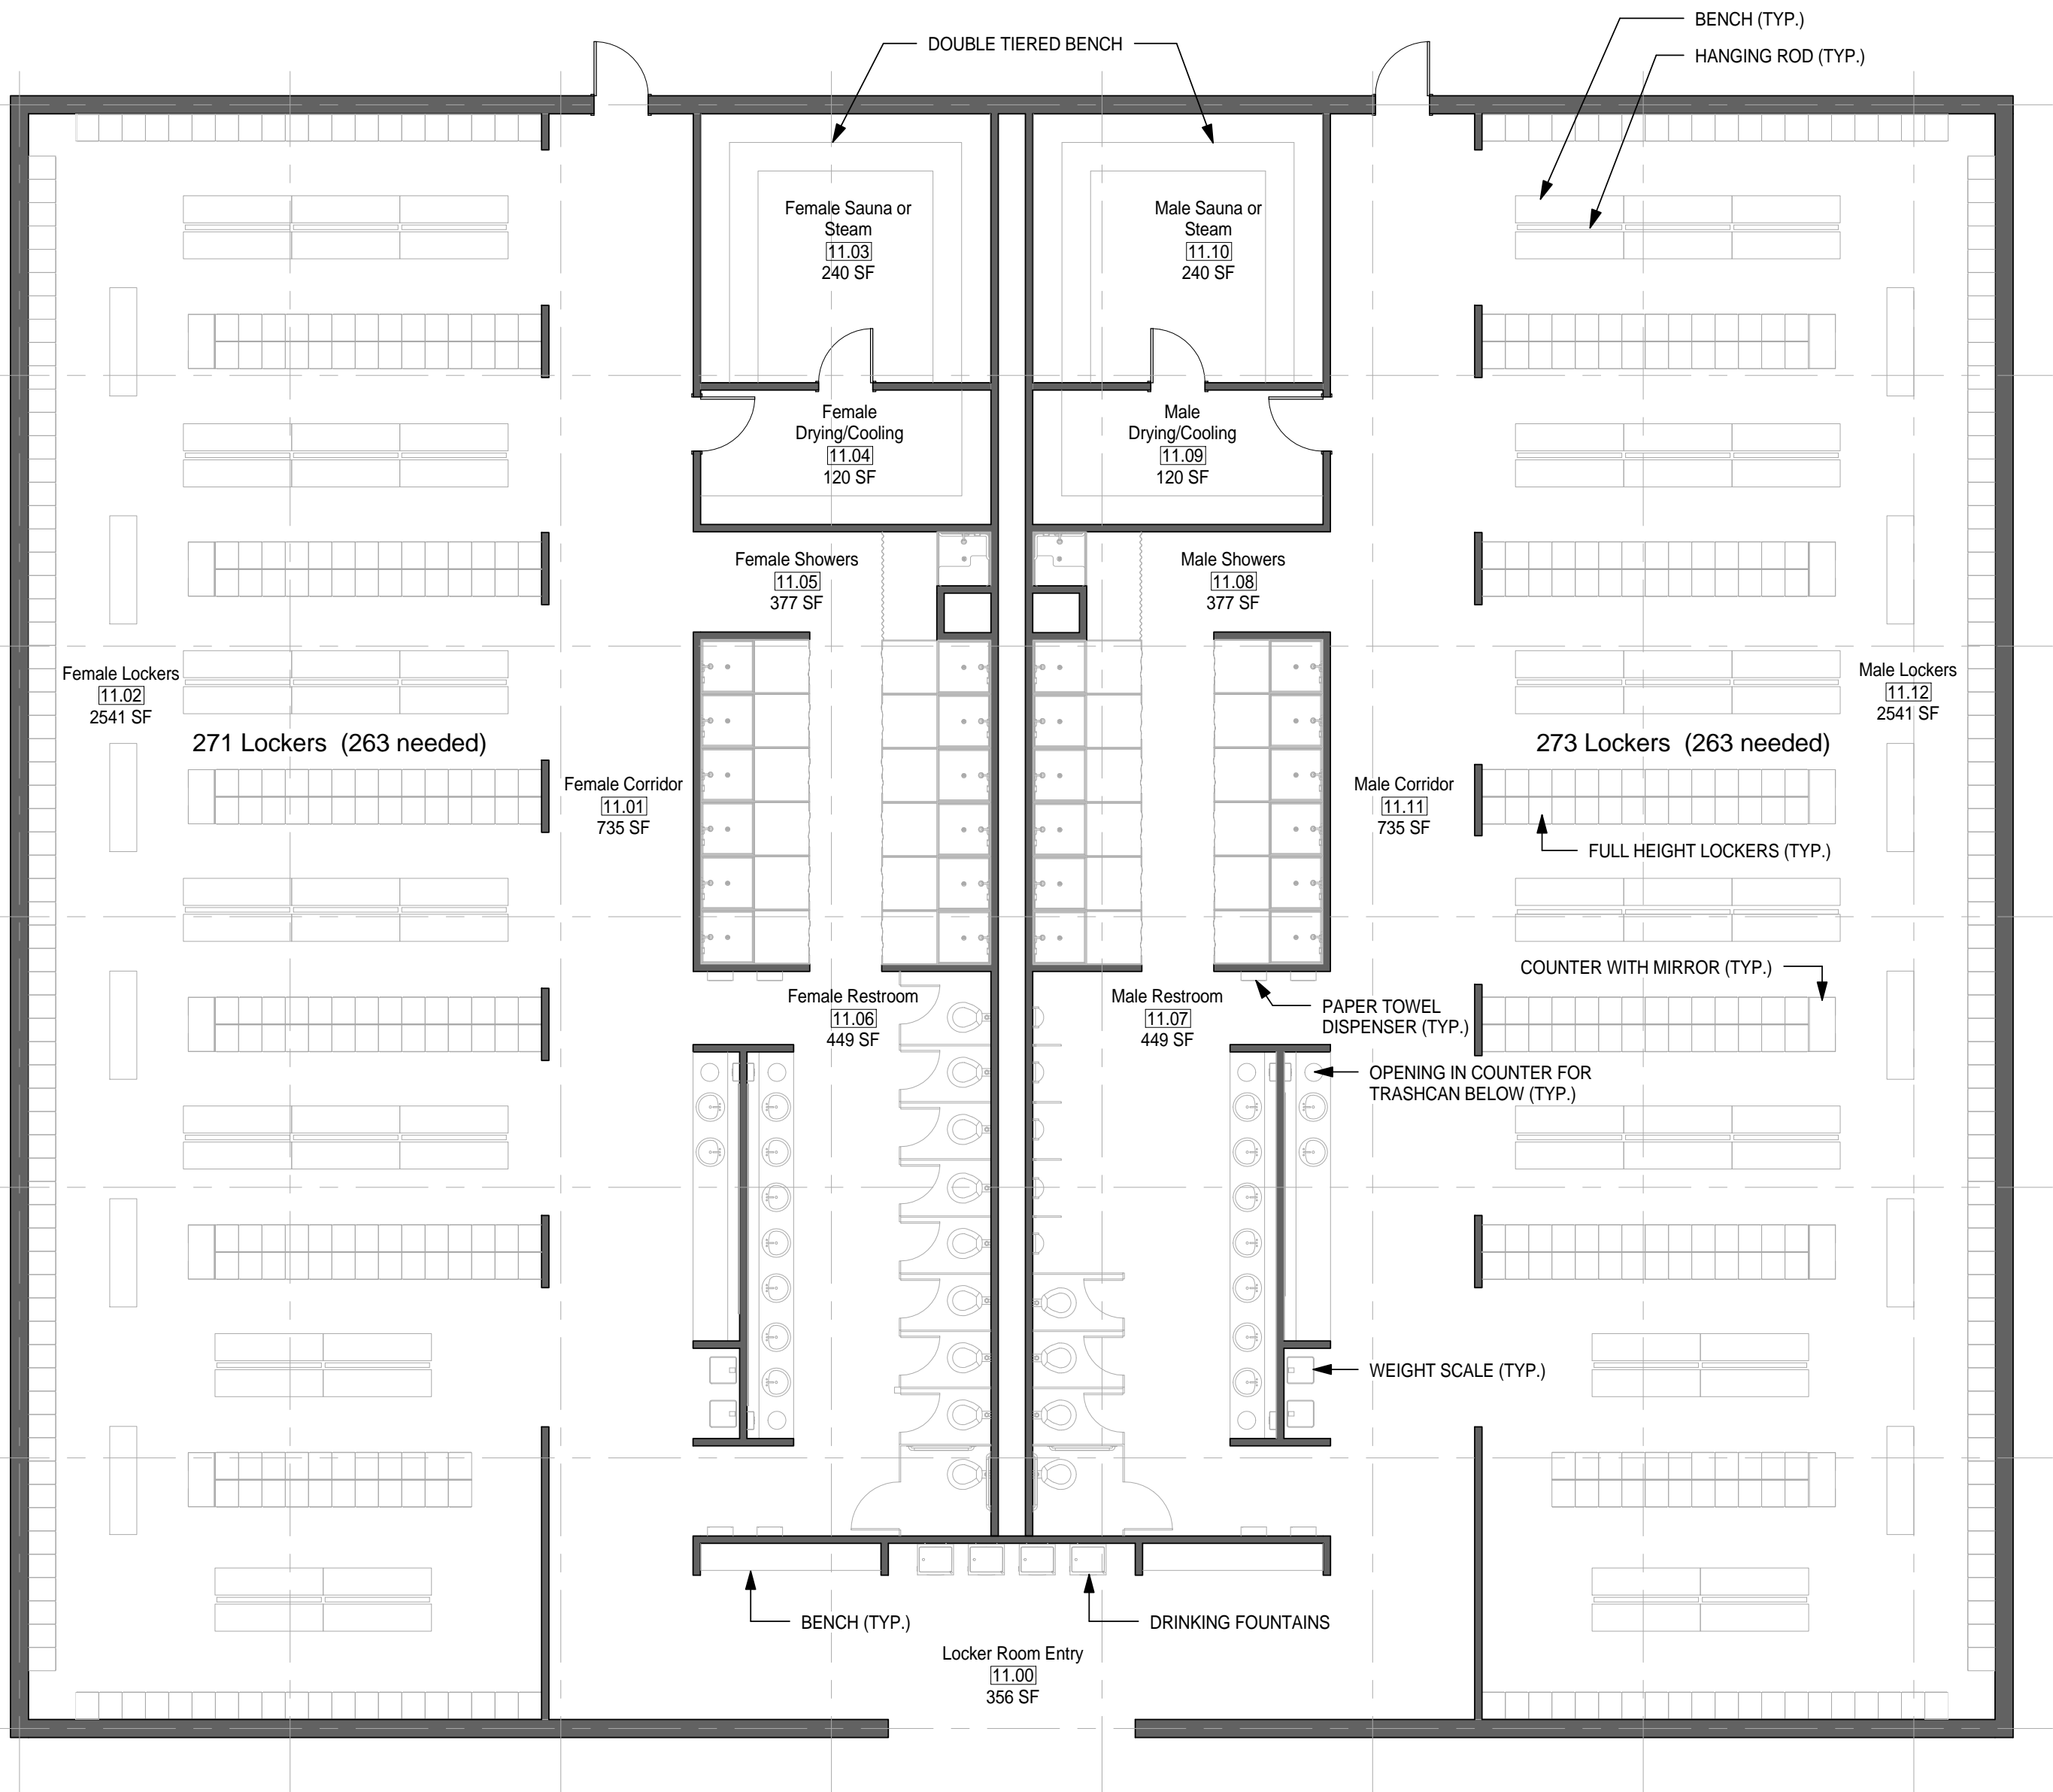 BENCH (TYP.)
DOUBLE TIERED BENCH
HANGING ROD (TYP.)
Female Sauna or
Steam
11.03
240 SF
Male Sauna or
Steam
11.10
240 SF
Female
Drying/Cooling
11.04
120 SF
Male
Drying/Cooling
11.09
120 SF
Female Showers
11.05
377 SF
Male Showers
11.08
377 SF
Female Lockers
11.02
2541 SF
Male Lockers
11.12
2541 SF
271 Lockers (263 needed)
273 Lockers (263 needed)
Female Corridor
11.01
735 SF
Male Corridor
11.11
735 SF
FULL HEIGHT LOCKERS (TYP.)
COUNTER WITH MIRROR (TYP.)
Female Restroom
11.06
449 SF
Male Restroom
11.07
449 SF
PAPER TOWEL
DISPENSER (TYP.)
OPENING IN COUNTER FOR
TRASHCAN BELOW (TYP.)
WEIGHT SCALE (TYP.)
BENCH (TYP.)
DRINKING FOUNTAINS
Locker Room Entry
11.00
356 SF